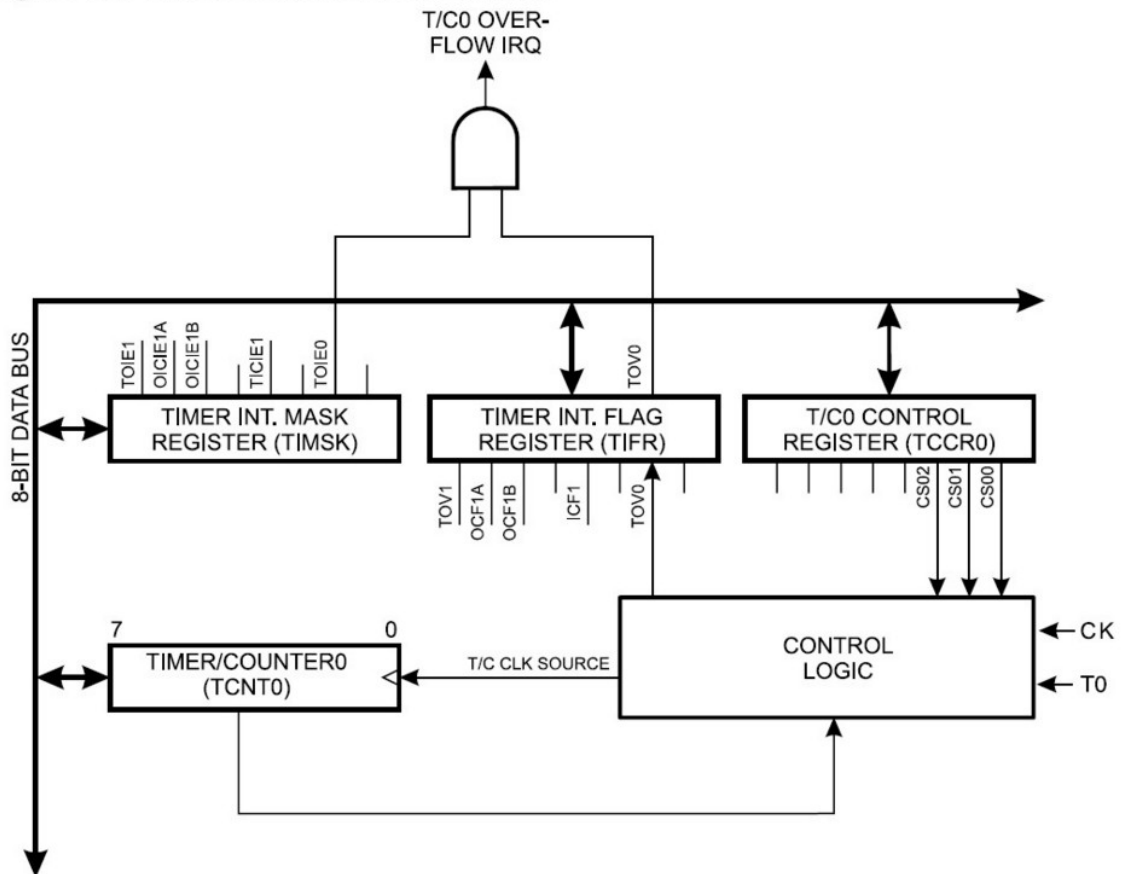 T/C0 OVER-
FLOW IRQ
8-BIT DATA BUS
TOIE1
OICIE1A
OICIE1B
TICIE1
TOIE0
TOV0
TIMER INT. MASK
REGISTER (TIMSK)
TIMER INT. FLAG
REGISTER (TIFR)
T/C0 CONTROL
REGISTER (TCCR0)
TOV1
OCF1A
OCF1B
ICF1
TOV0
CS02
CS01
CS00
7
0
TIMER/COUNTER0
(TCNT0)
T/C CLK SOURCE
CONTROL
LOGIC
CK
T0